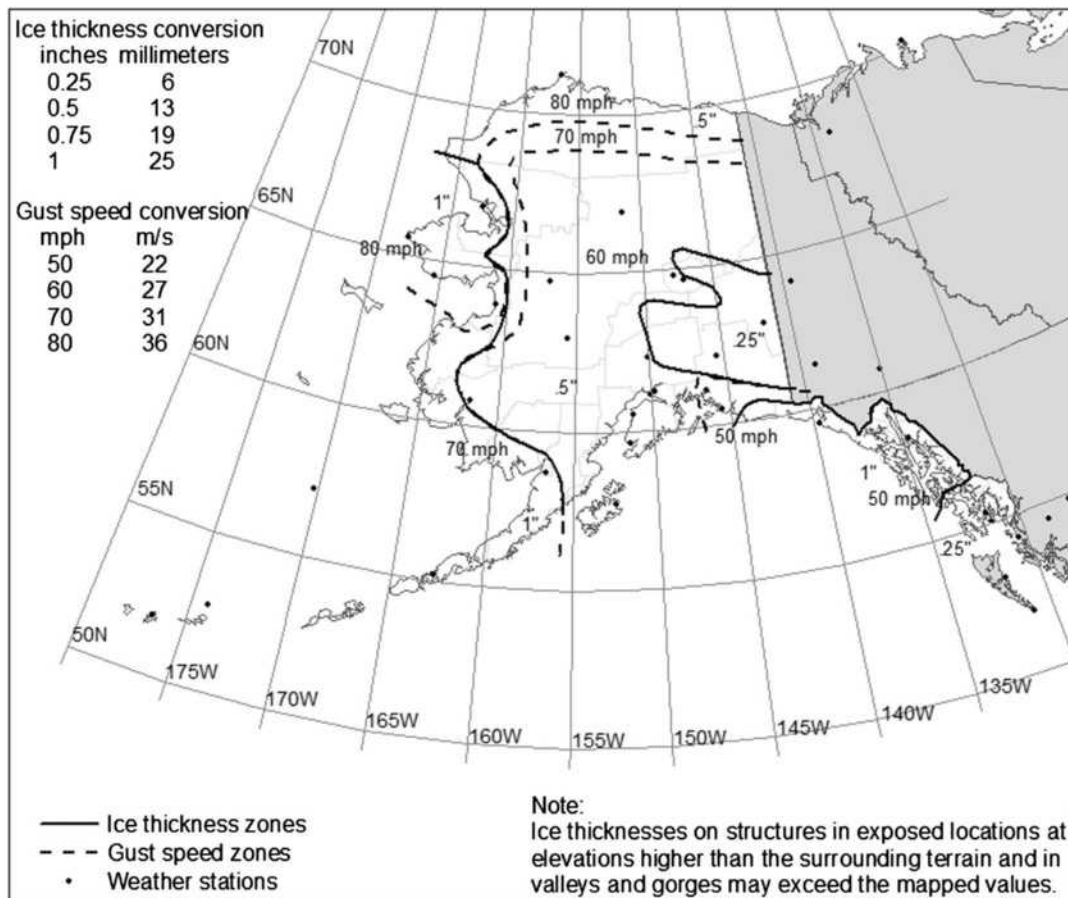 Ice thickness conversion
inches millimeters
0.25 6
0.5 13
0.75 19
1 25
Gust speed conversion
mph m/s
50 22
60 27
70 31
80 36
70N
65N
60N
55N
50N
80 mph
70 mph
.5"
1"
80 mph
60 mph
.25"
.5"
50 mph
70 mph
1"
50 mph
1"
.25"
175W
170W
165W
160W
155W
150W
145W
140W
135W
Ice thickness zones
Gust speed zones
Weather stations
Note:
Ice thicknesses on structures in exposed locations at
elevations higher than the surrounding terrain and in
valleys and gorges may exceed the mapped values.